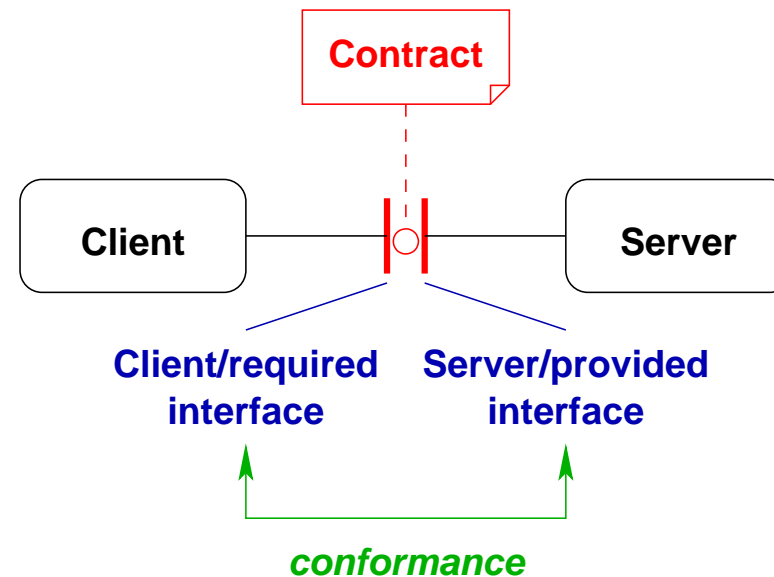 Contract
Client
Server
Client/required
interface
Server/provided
interface
conformance